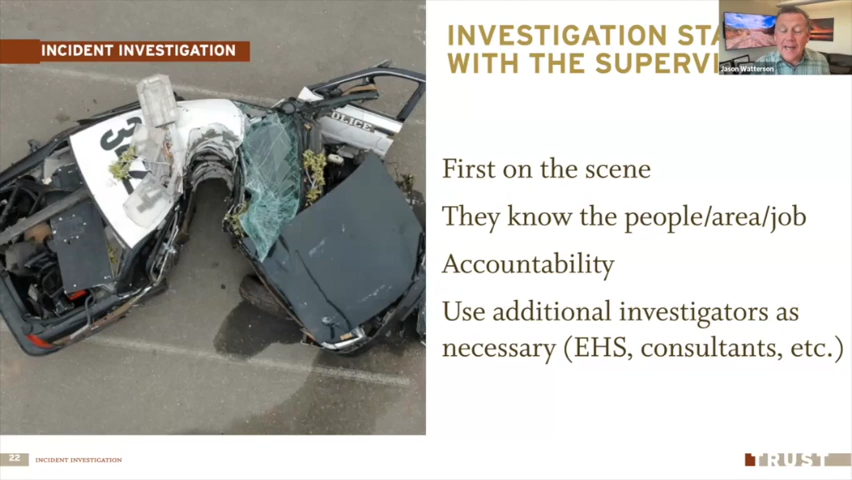 INCIDENT INVESTIGATION
INVESTIGATION STA
WITH THE SUPERV
Jason Watterson
First on the scene
They know the people/area/job
Accountability
Use additional investigators as
necessary (EHS, consultants, etc.)
POLICE
22 INCIDENT INVESTIGATION
TRUST